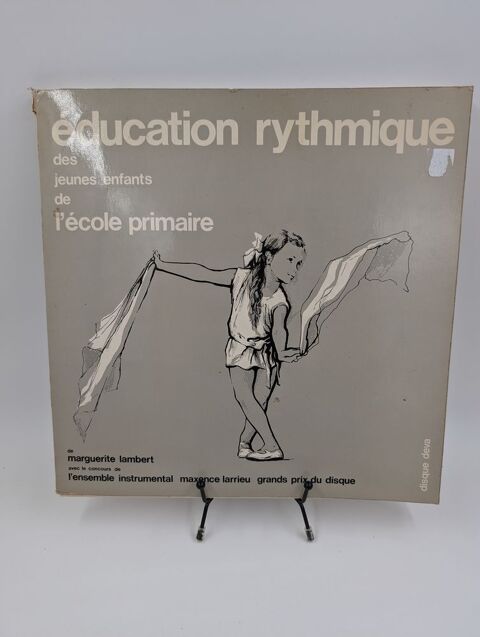 éducation rythmique
des
jeunes enfants
de
l'école primaire
de
marguerite lambert
avec le concours de
l'ensemble instrumental maxence larrieu grands prix du disque
disque deva